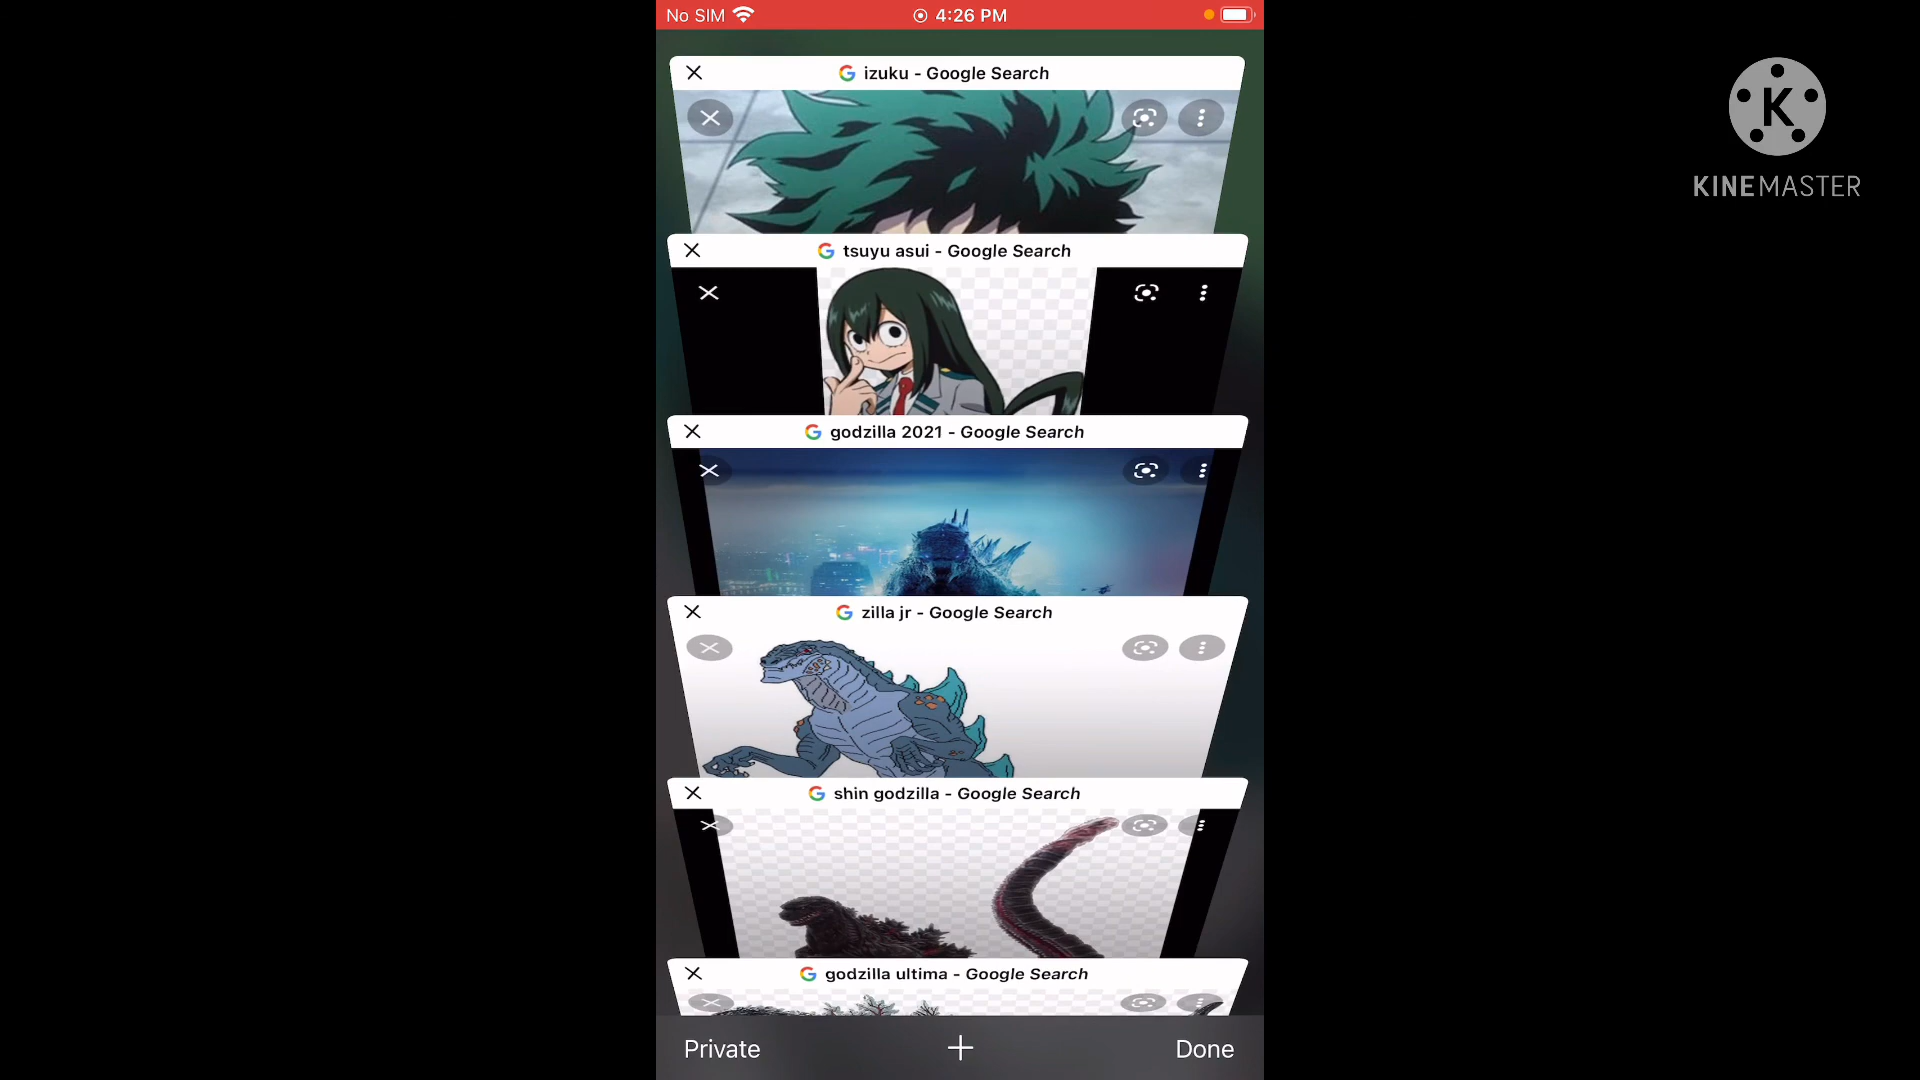 No SIM
4:26 PM
izuku - Google Search
tsuyu asui - Google Search
godzilla 2021 - Google Search
zilla jr - Google Search
shin godzilla - Google Search
godzilla ultima - Google Search
Private
Done
K
KINEMASTER